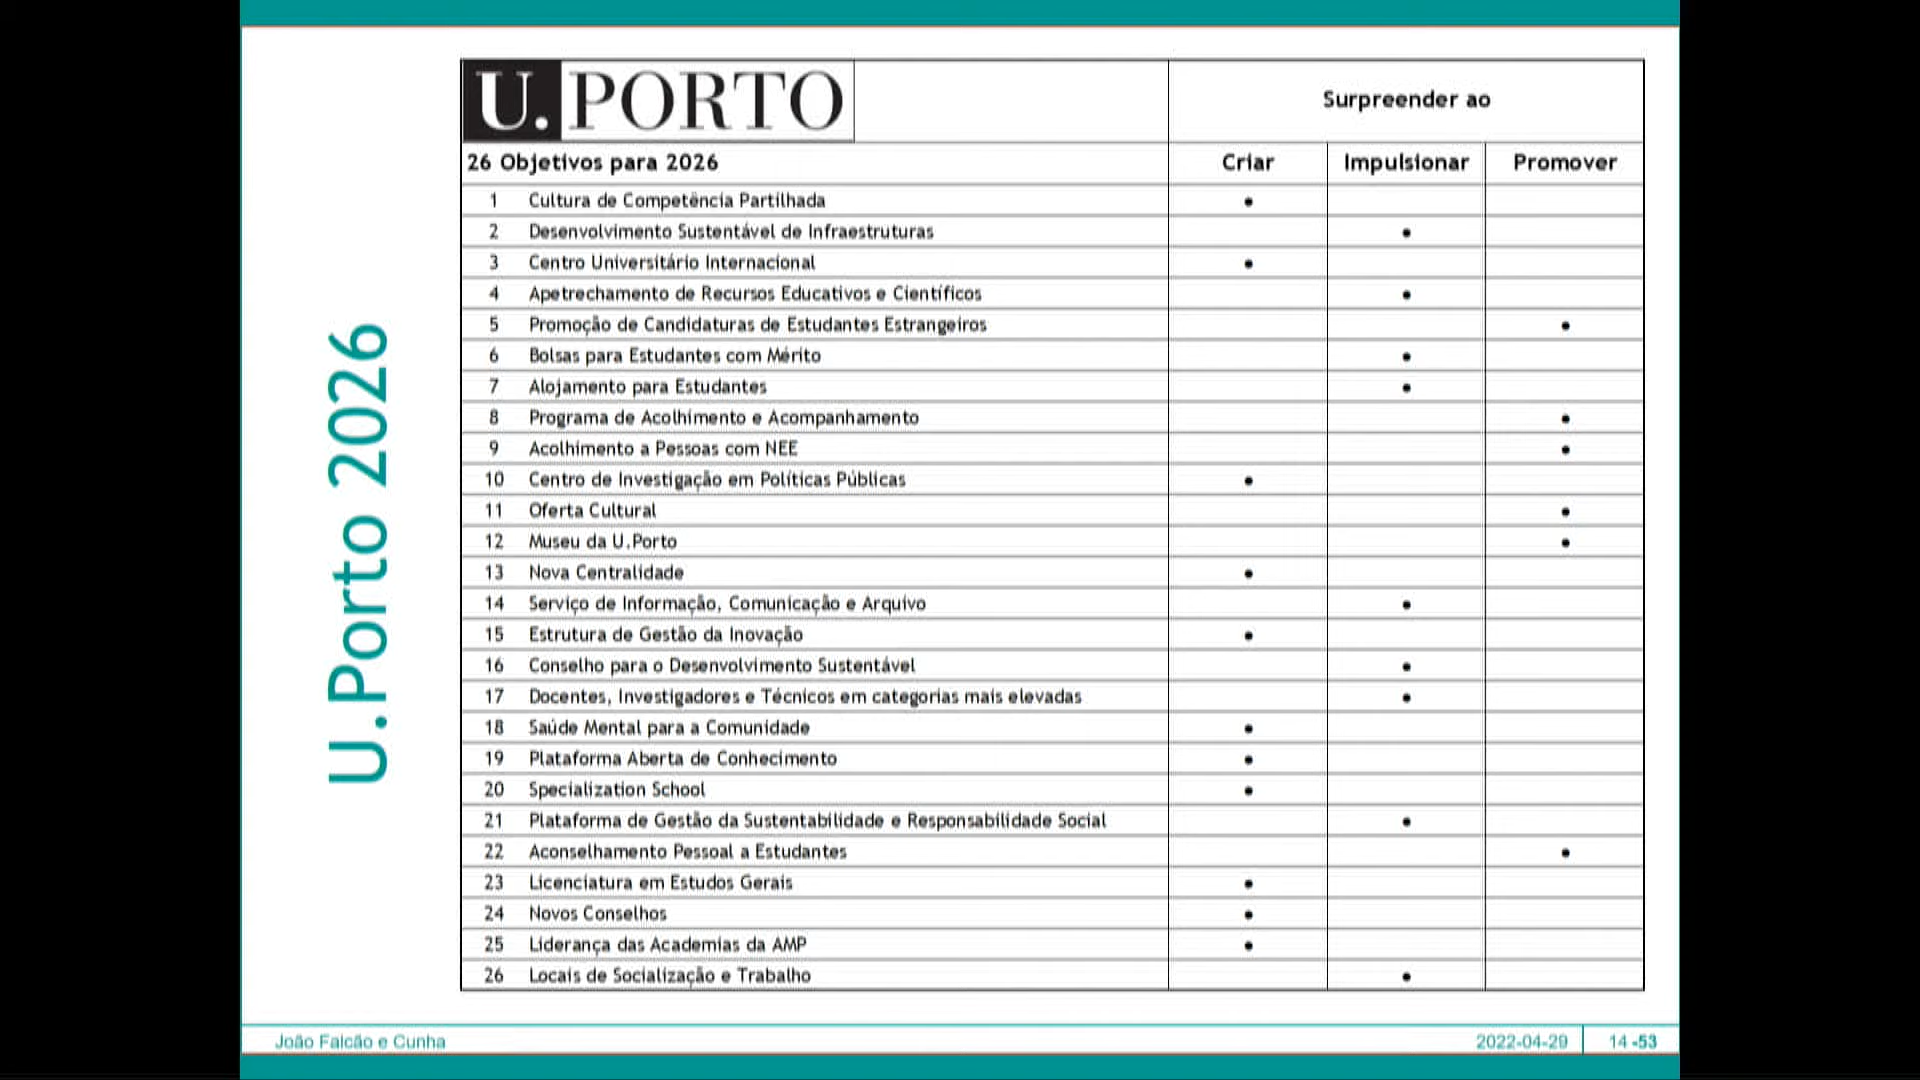 U.PORTO
Surpreender ao
26 Objetivos para 2026 Criar Impulsionar Promover
1 Cultura de Competência Partilhada •
2 Desenvolvimento Sustentável de Infraestruturas •
3 Centro Universitário Internacional •
4 Apetrechamento de Recursos Educativos e Científicos •
5 Promoção de Candidaturas de Estudantes Estrangeiros •
6 Bolsas para Estudantes com Mérito •
7 Alojamento para Estudantes •
8 Programa de Acolhimento e Acompanhamento •
9 Acolhimento a Pessoas com NEE •
10 Centro de Investigação em Políticas Públicas •
11 Oferta Cultural •
12 Museu da U.Porto •
13 Nova Centralidade •
14 Serviço de Informação, Comunicação e Arquivo •
15 Estrutura de Gestão da Inovação •
16 Conselho para o Desenvolvimento Sustentável •
17 Docentes, Investigadores e Técnicos em categorias mais elevadas •
18 Saúde Mental para a Comunidade •
19 Plataforma Aberta de Conhecimento •
20 Specialization School •
21 Plataforma de Gestão da Sustentabilidade e Responsabilidade Social •
22 Aconselhamento Pessoal a Estudantes •
23 Licenciatura em Estudos Gerais •
24 Novos Conselhos •
25 Liderança das Academias da AMP •
26 Locais de Socialização e Trabalho •
U.Porto 2026
João Falcão e Cunha 2022-04-29 14 -53